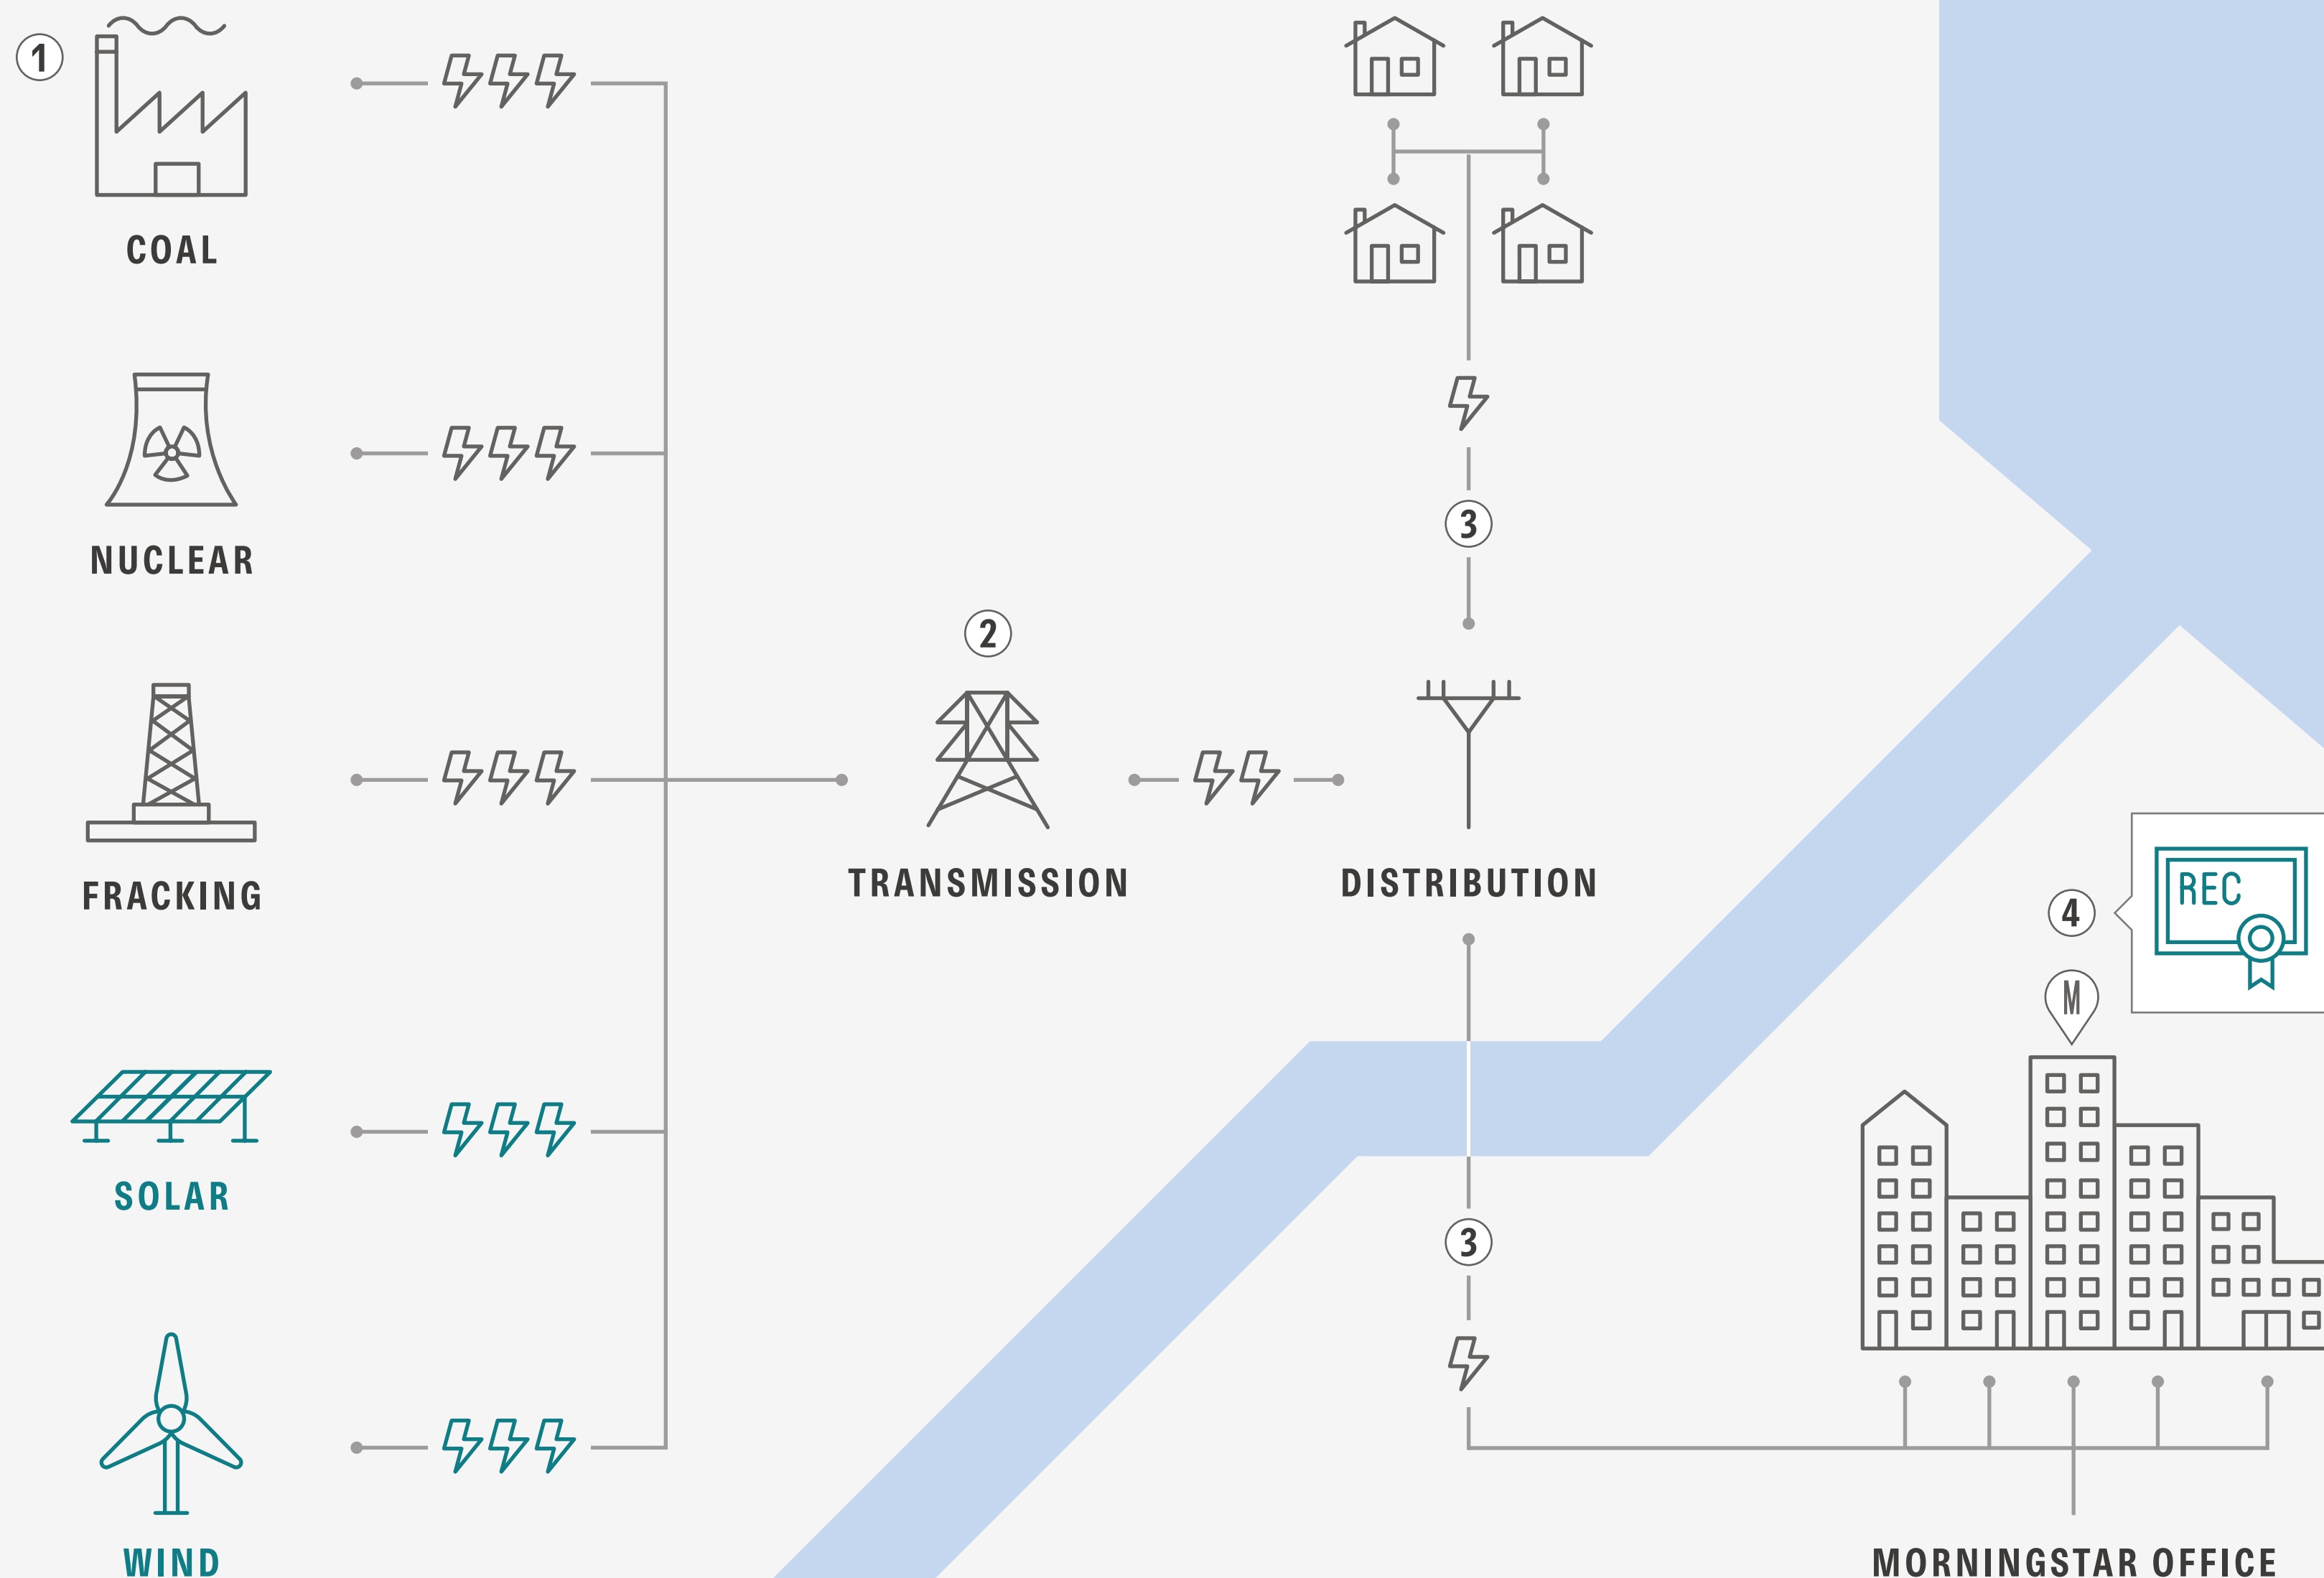 1
COAL
NUCLEAR
FRACKING
SOLAR
WIND
2
TRANSMISSION
3
DISTRIBUTION
3
4
REC
M
MORNINGSTAR OFFICE